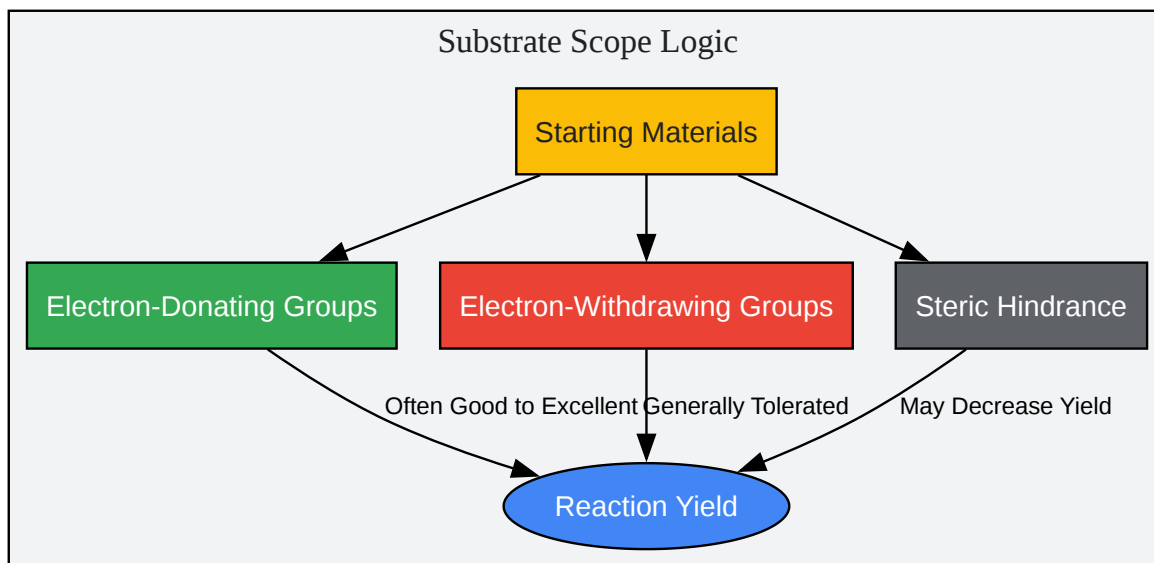 Substrate Scope Logic
Starting Materials
Electron-Donating Groups
Electron-Withdrawing Groups
Steric Hindrance
Often Good to Excellent
Generally Tolerated
May Decrease Yield
Reaction Yield